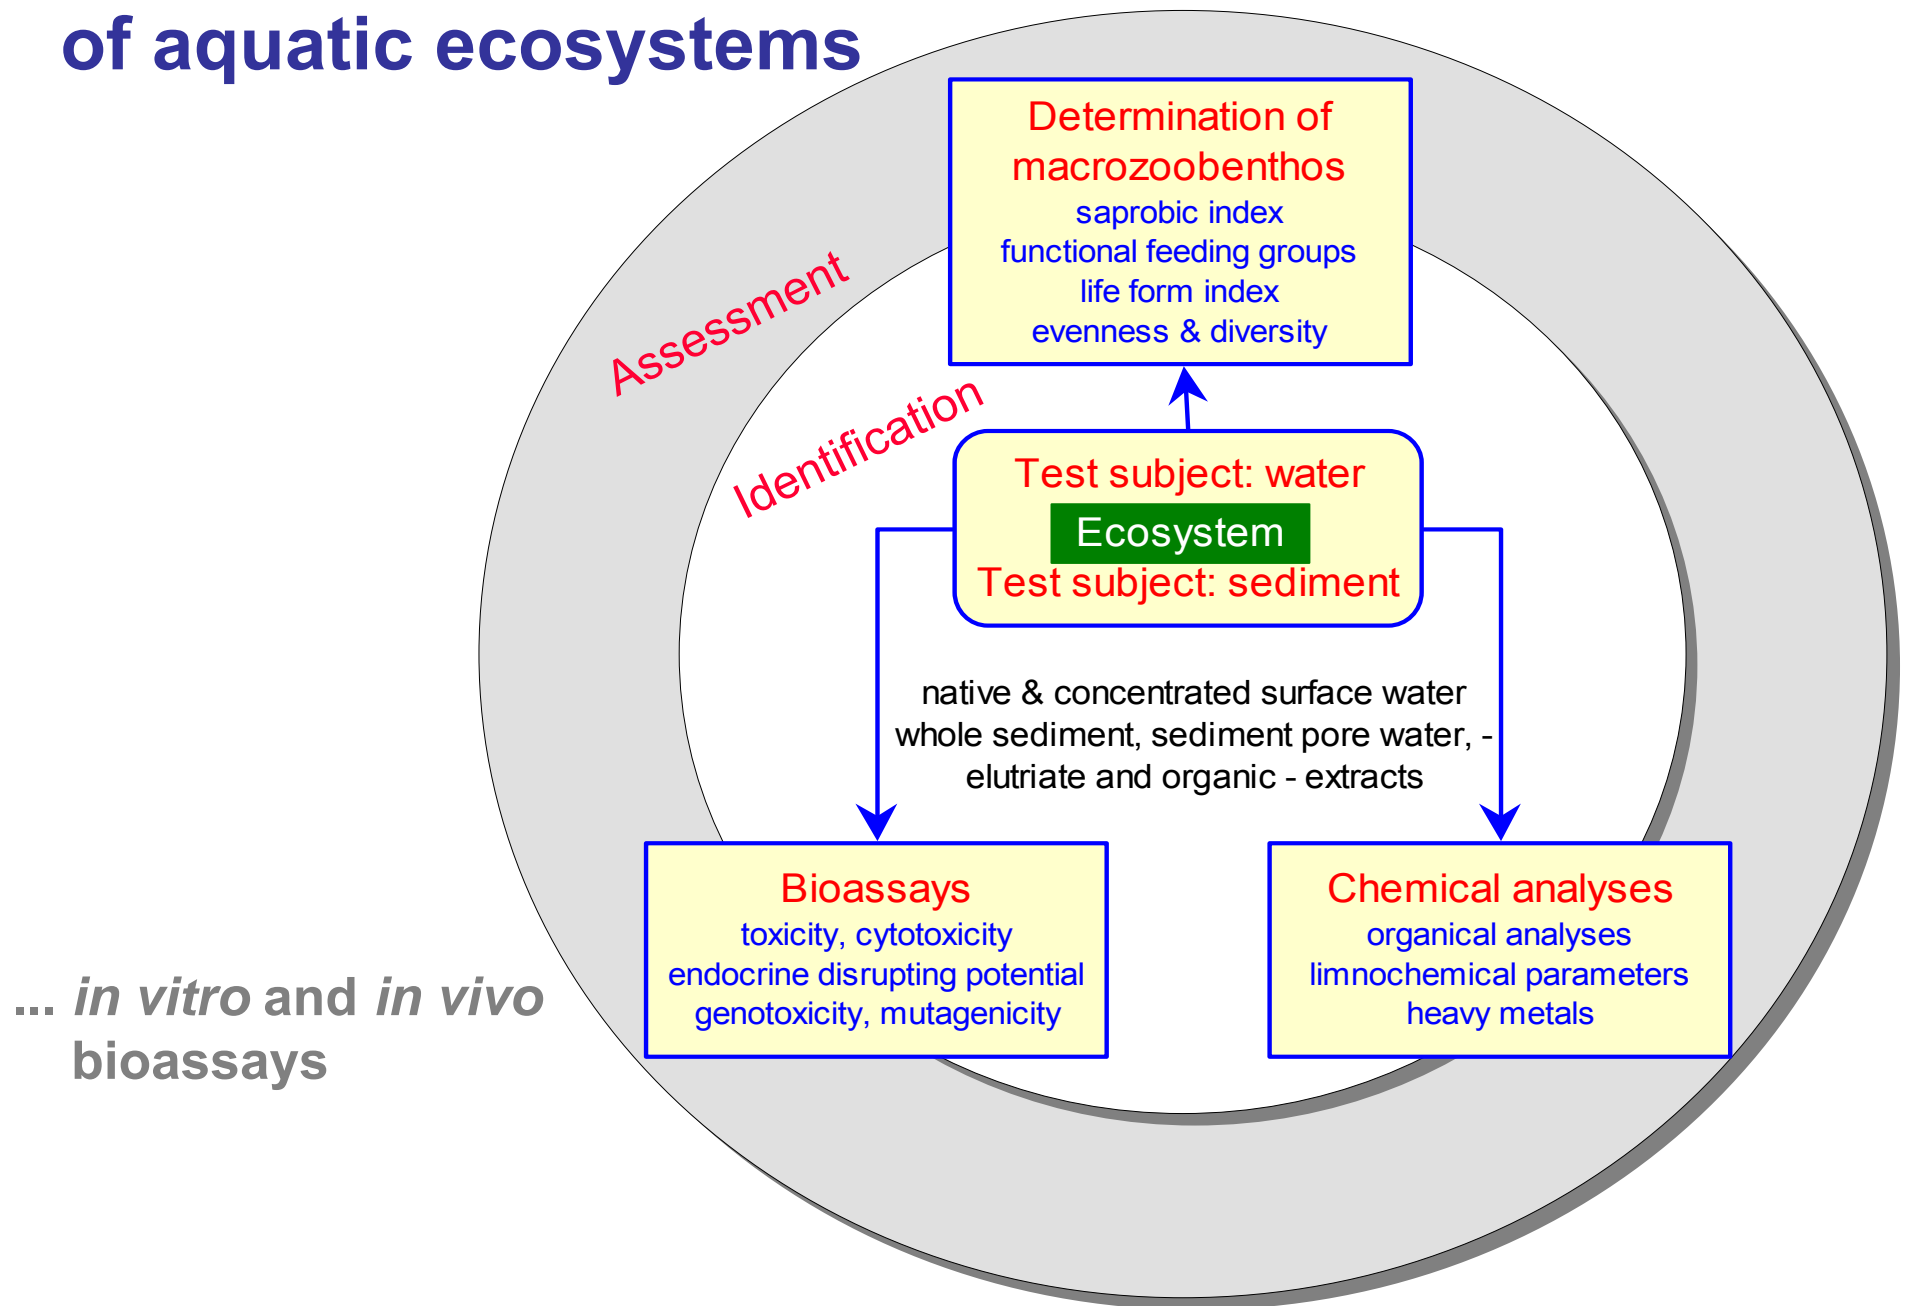 of aquatic ecosystems
Determination of
macrozoobenthos
saprobic index
functional feeding groups
life form index
evenness & diversity
Assessment
Identification
Test subject: water
Ecosystem
Test subject: sediment
native & concentrated surface water
whole sediment, sediment pore water, -
elutriate and organic - extracts
Bioassays
toxicity, cytotoxicity
endocrine disrupting potential
genotoxicity, mutagenicity
Chemical analyses
organical analyses
limnochemical parameters
heavy metals
... in vitro and in vivo
bioassays